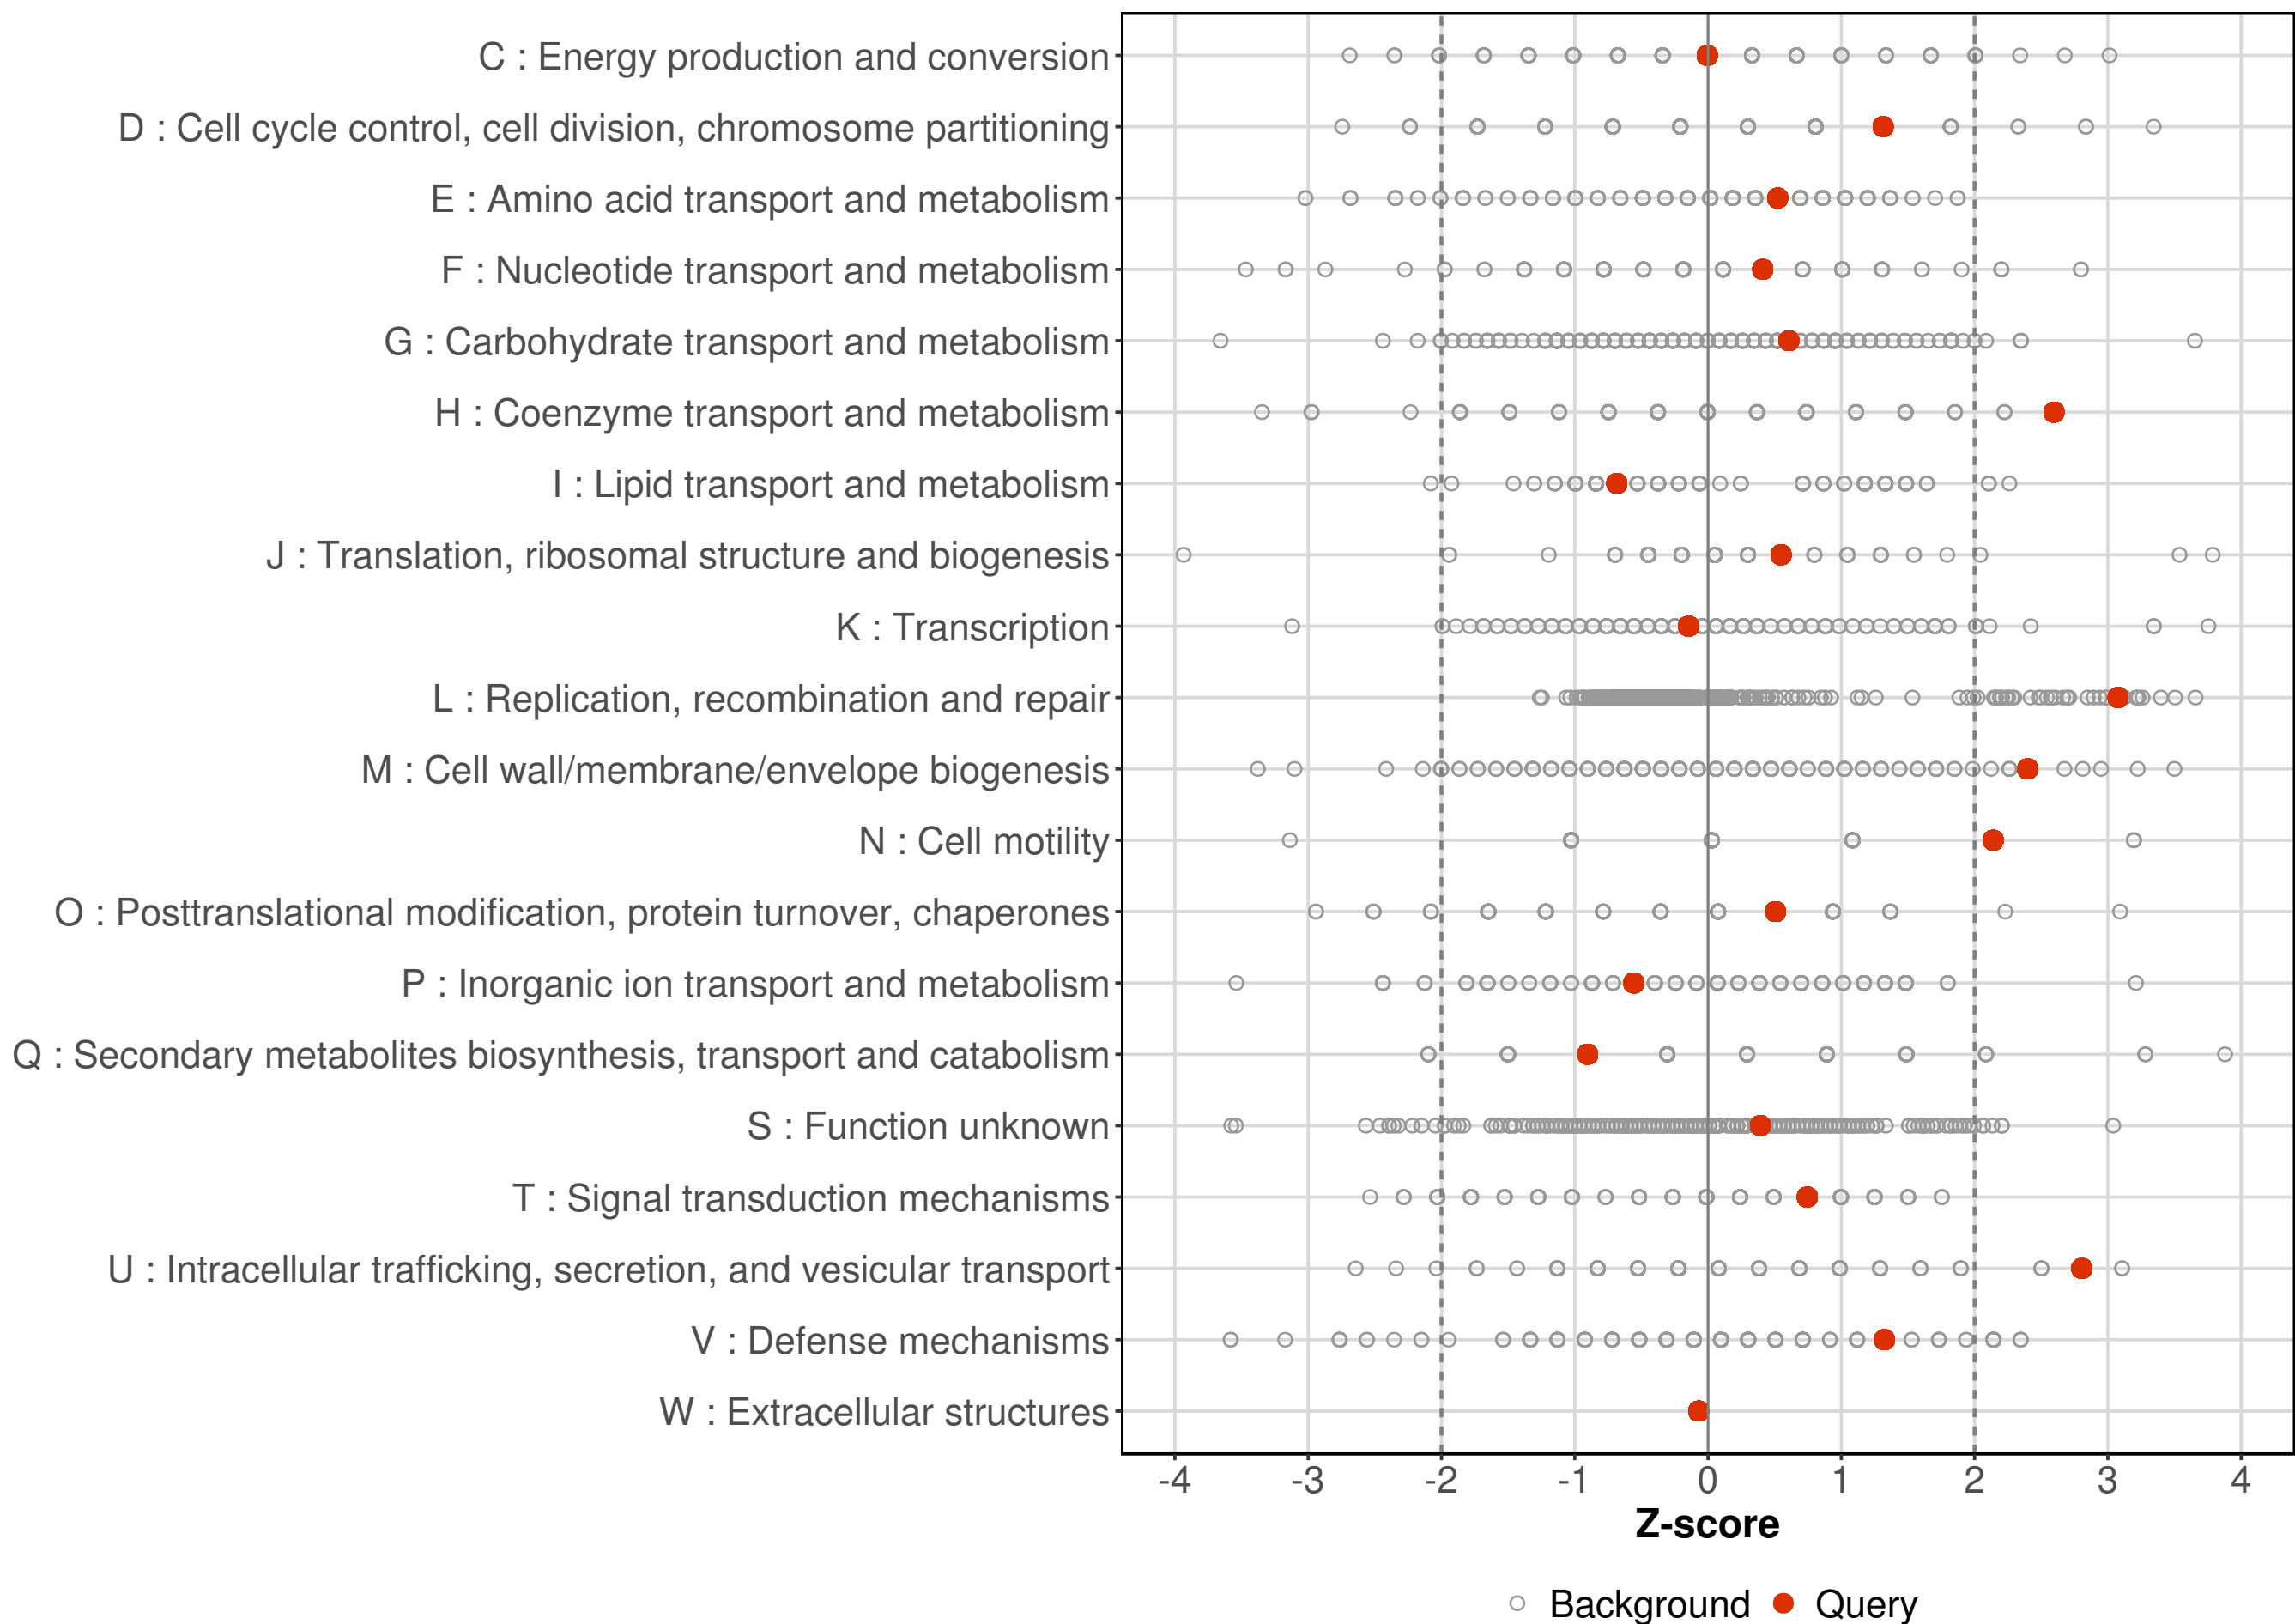 C : Energy production and conversion
D : Cell cycle control, cell division, chromosome partitioning
E : Amino acid transport and metabolism
F : Nucleotide transport and metabolism
G : Carbohydrate transport and metabolism
H : Coenzyme transport and metabolism
I : Lipid transport and metabolism
J : Translation, ribosomal structure and biogenesis
K : Transcription
L : Replication, recombination and repair
M : Cell wall/membrane/envelope biogenesis
N : Cell motility
O : Posttranslational modification, protein turnover, chaperones
P : Inorganic ion transport and metabolism
Q : Secondary metabolites biosynthesis, transport and catabolism
S : Function unknown
T : Signal transduction mechanisms
U : Intracellular trafficking, secretion, and vesicular transport
V : Defense mechanisms
W : Extracellular structures
-4 -3 -2 -1 0 1 2 3 4
Z-score
Background Query